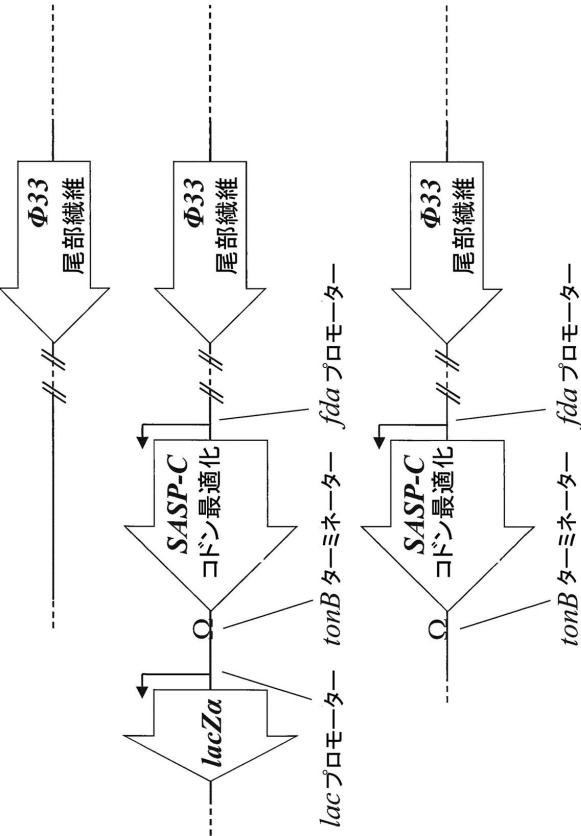 Φ33
尾部繊維
lacZα
SASP-C
コドン最適化
Φ33
尾部繊維
Ω
lacプロモーター
tonB ターミネーター
fda プロモーター
SASP-C
コドン最適化
Φ33
尾部繊維
Ω
tonB ターミネーター
fda プロモーター